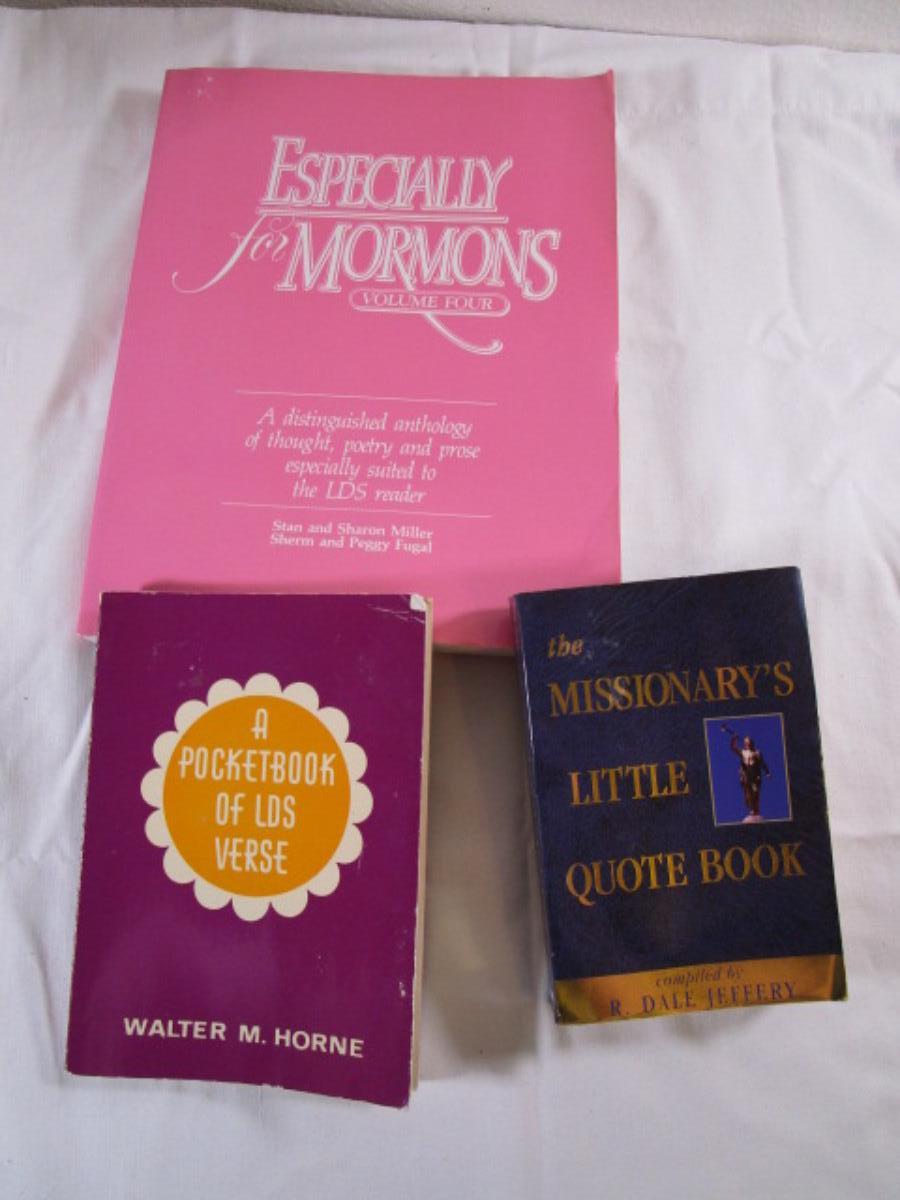 ESPECIALLY
for MORMONS
VOLUME FOUR
A distinguished anthology
of thought, poetry and prose
especially suited to
the LDS reader
Stan and Sharon Miller
Sherm and Peggy Fugal
A
POCKETBOOK
OF LDS
VERSE
WALTER M. HORNE
the
MISSIONARY'S
LITTLE
QUOTE BOOK
compiled by
R. DALE JEFFERY